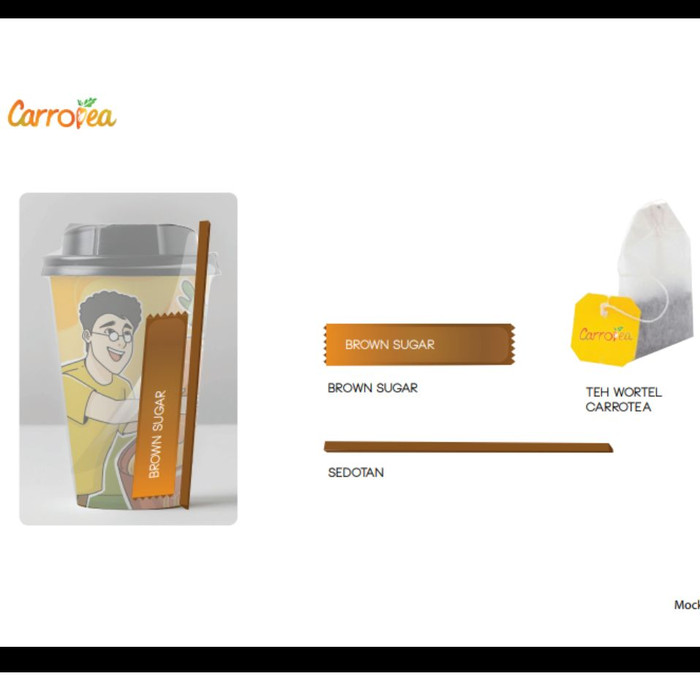 Carrotea
BROWN SUGAR
BROWN SUGAR
BROWN SUGAR
SEDOTAN
Carrotea
TEH WORTEL
CARROTEA
Mock